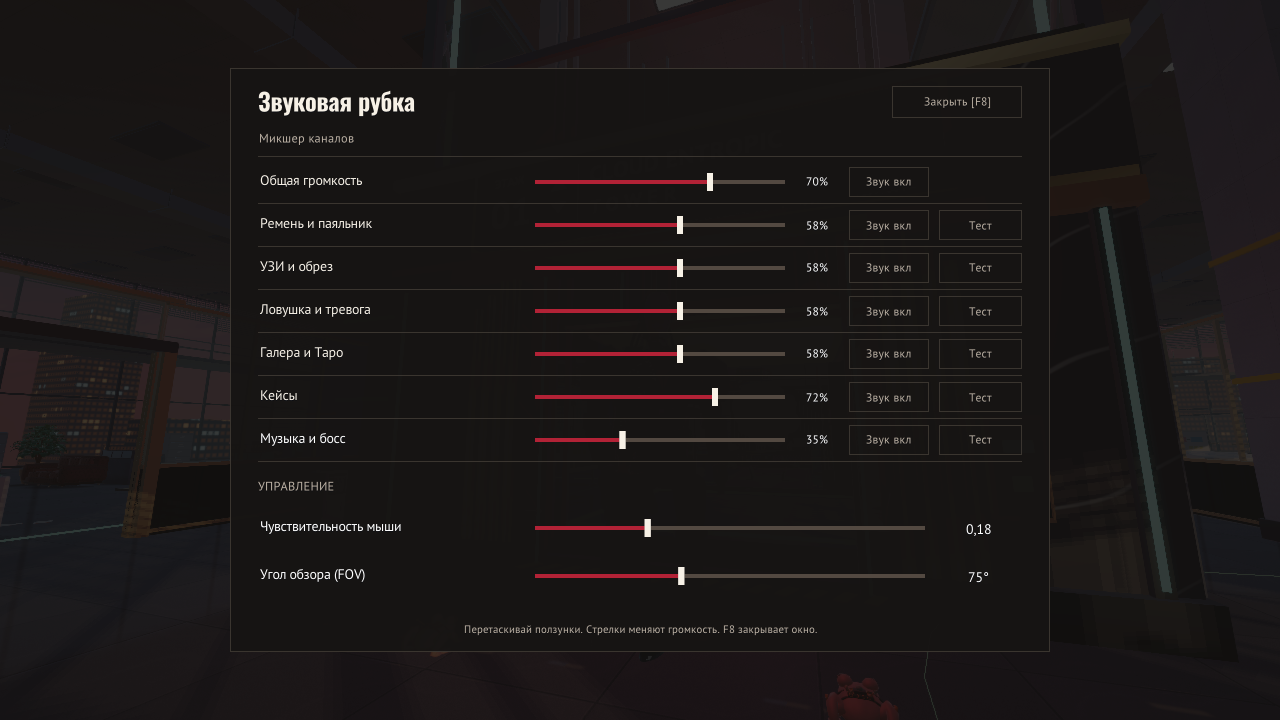 Звуковая рубка
Закрыть [F8]
Микшер каналов
Общая громкость 70% Звук вкл
Ремень и паяльник 58% Звук вкл Тест
УЗИ и обрез 58% Звук вкл Тест
Ловушка и тревога 58% Звук вкл Тест
Галера и Таро 58% Звук вкл Тест
Кейсы 72% Звук вкл Тест
Музыка и босс 35% Звук вкл Тест
УПРАВЛЕНИЕ
Чувствительность мыши 0,18
Угол обзора (FOV) 75°
Перетаскивай ползунки. Стрелки меняют громкость. F8 закрывает окно.